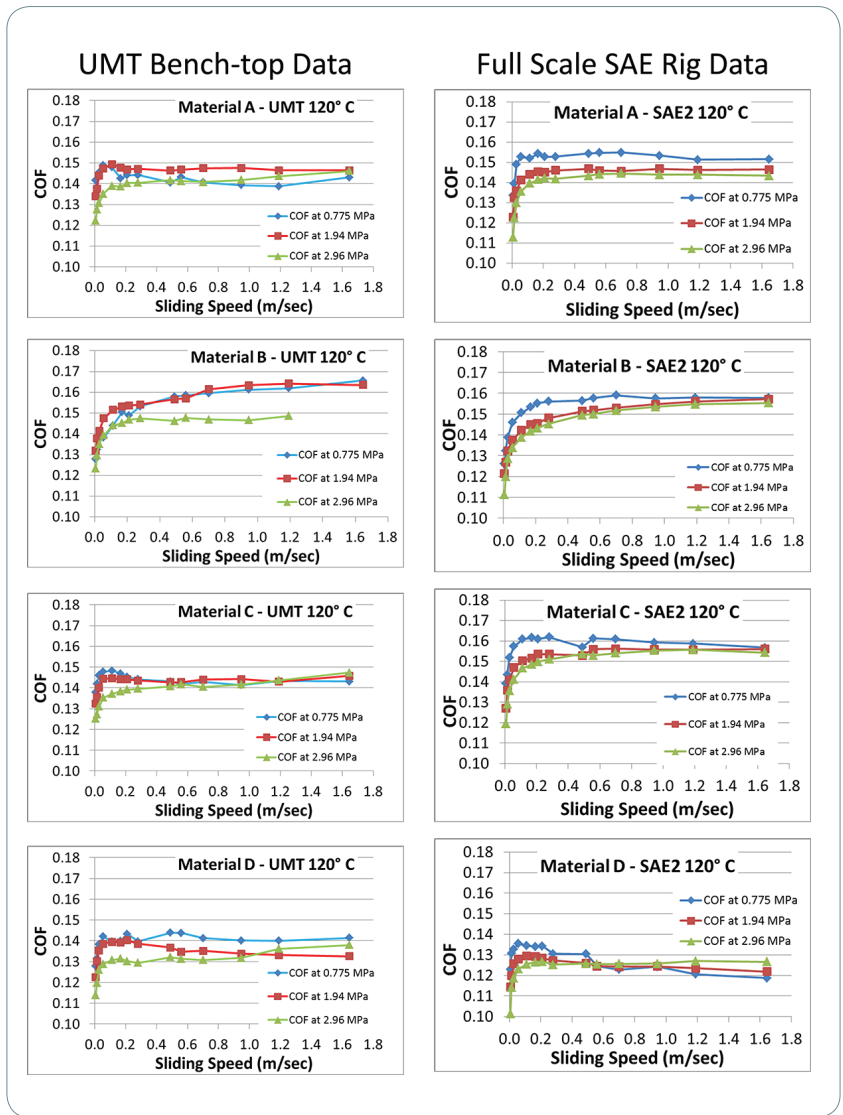 UMT Bench-top Data
Full Scale SAE Rig Data
Material A - UMT 120° C
COF
0.18
0.17
0.16
0.15
0.14
0.13
0.12
0.11
0.10
COF at 0.775 MPa
COF at 1.94 MPa
COF at 2.96 MPa
0.0 0.2 0.4 0.6 0.8 1.0 1.2 1.4 1.6 1.8
Sliding Speed (m/sec)
Material A - SAE2 120° C
COF
0.18
0.17
0.16
0.15
0.14
0.13
0.12
0.11
0.10
COF at 0.775 MPa
COF at 1.94 MPa
COF at 2.96 MPa
0.0 0.2 0.4 0.6 0.8 1.0 1.2 1.4 1.6 1.8
Sliding Speed (m/sec)
Material B - UMT 120° C
COF
0.18
0.17
0.16
0.15
0.14
0.13
0.12
0.11
0.10
COF at 0.775 MPa
COF at 1.94 MPa
COF at 2.96 MPa
0.0 0.2 0.4 0.6 0.8 1.0 1.2 1.4 1.6 1.8
Sliding Speed (m/sec)
Material B - SAE2 120° C
COF
0.18
0.17
0.16
0.15
0.14
0.13
0.12
0.11
0.10
COF at 0.775 MPa
COF at 1.94 MPa
COF at 2.96 MPa
0.0 0.2 0.4 0.6 0.8 1.0 1.2 1.4 1.6 1.8
Sliding Speed (m/sec)
Material C - UMT 120° C
COF
0.18
0.17
0.16
0.15
0.14
0.13
0.12
0.11
0.10
COF at 0.775 MPa
COF at 1.94 MPa
COF at 2.96 MPa
0.0 0.2 0.4 0.6 0.8 1.0 1.2 1.4 1.6 1.8
Sliding Speed (m/sec)
Material C - SAE2 120° C
COF
0.18
0.17
0.16
0.15
0.14
0.13
0.12
0.11
0.10
COF at 0.775 MPa
COF at 1.94 MPa
COF at 2.96 MPa
0.0 0.2 0.4 0.6 0.8 1.0 1.2 1.4 1.6 1.8
Sliding Speed (m/sec)
Material D - UMT 120° C
COF
0.18
0.17
0.16
0.15
0.14
0.13
0.12
0.11
0.10
COF at 0.775 MPa
COF at 1.94 MPa
COF at 2.96 MPa
0.0 0.2 0.4 0.6 0.8 1.0 1.2 1.4 1.6 1.8
Sliding Speed (m/sec)
Material D - SAE2 120° C
COF
0.18
0.17
0.16
0.15
0.14
0.13
0.12
0.11
0.10
COF at 0.775 MPa
COF at 1.94 MPa
COF at 2.96 MPa
0.0 0.2 0.4 0.6 0.8 1.0 1.2 1.4 1.6 1.8
Sliding Speed (m/sec)